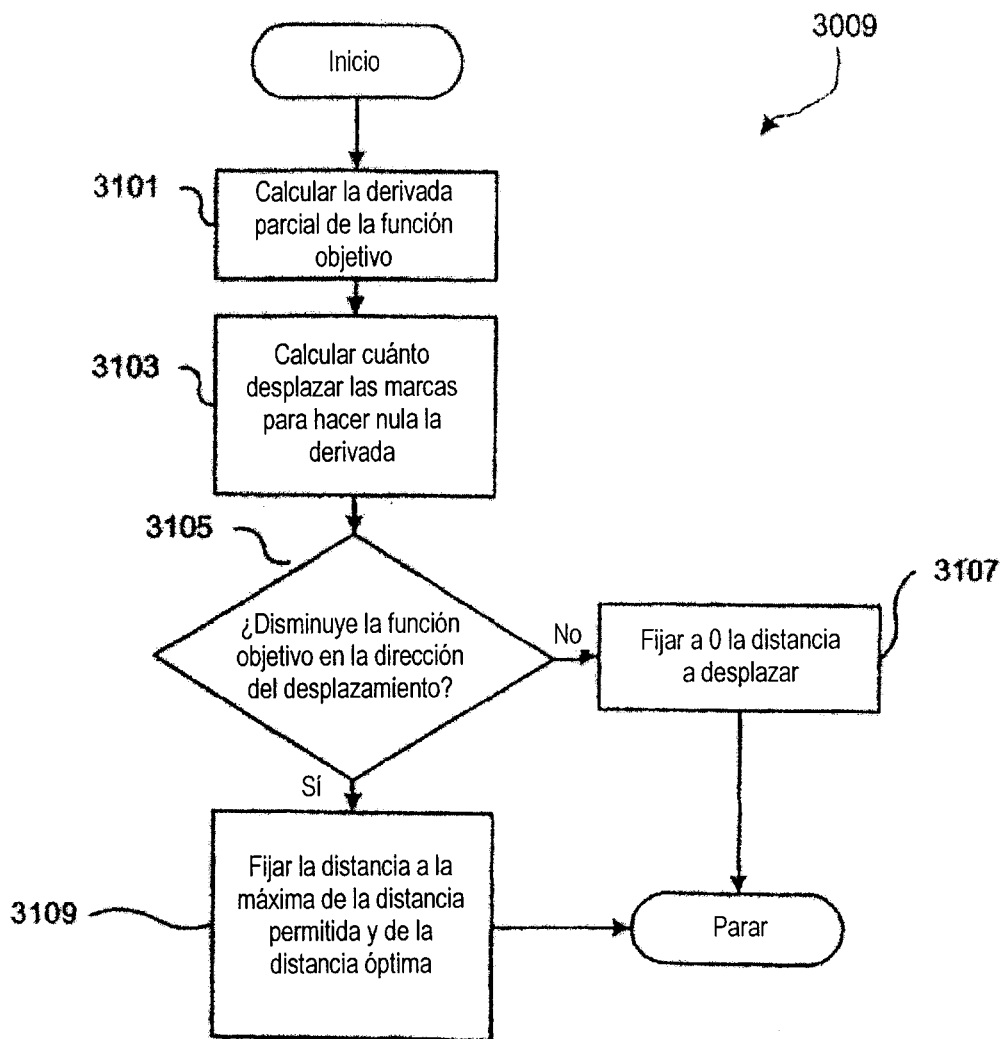 3009
Inicio
3101
Calcular la derivada
parcial de la función
objetivo
3103
Calcular cuánto
desplazar las marcas
para hacer nula la
derivada
3105
¿Disminuye la función
objetivo en la dirección
del desplazamiento?
No
3107
Fijar a 0 la distancia
a desplazar
Sí
3109
Fijar la distancia a la
máxima de la distancia
permitida y de la
distancia óptima
Parar